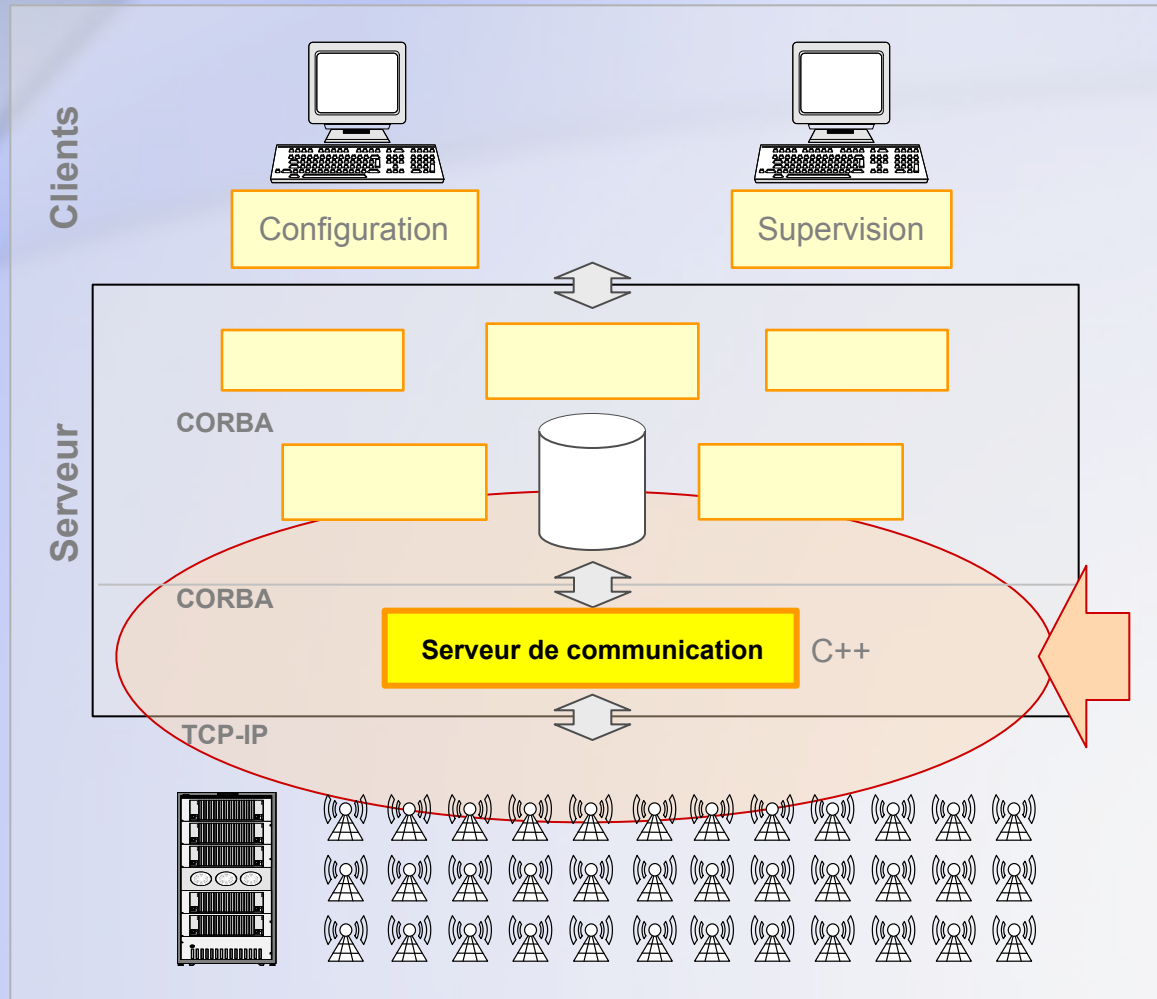 Clients
Configuration
Supervision
Serveur
CORBA
CORBA
Serveur de communication
C++
TCP-IP